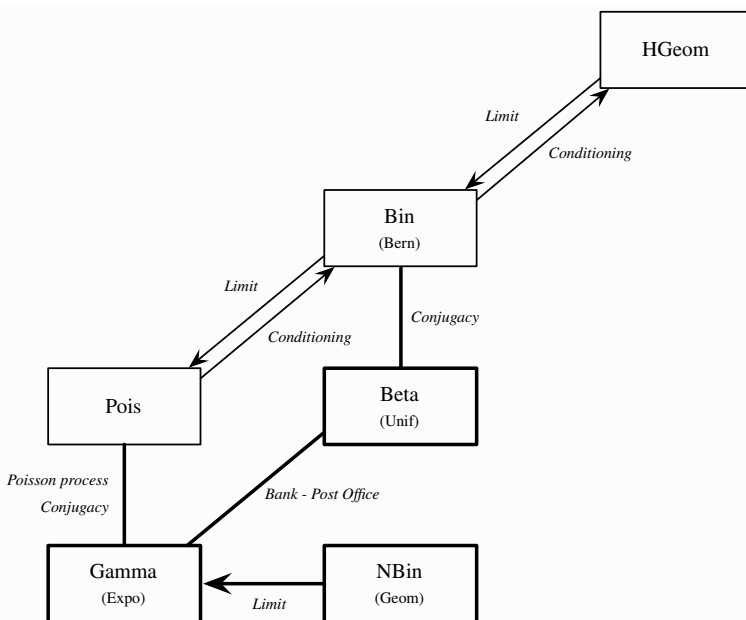 HGeom
Limit
Conditioning
Bin
(Bern)
Limit
Conjugacy
Conditioning
Pois
Beta
(Unif)
Poisson process
Conjugacy
Bank - Post Office
Gamma
(Expo)
NBin
(Geom)
Limit